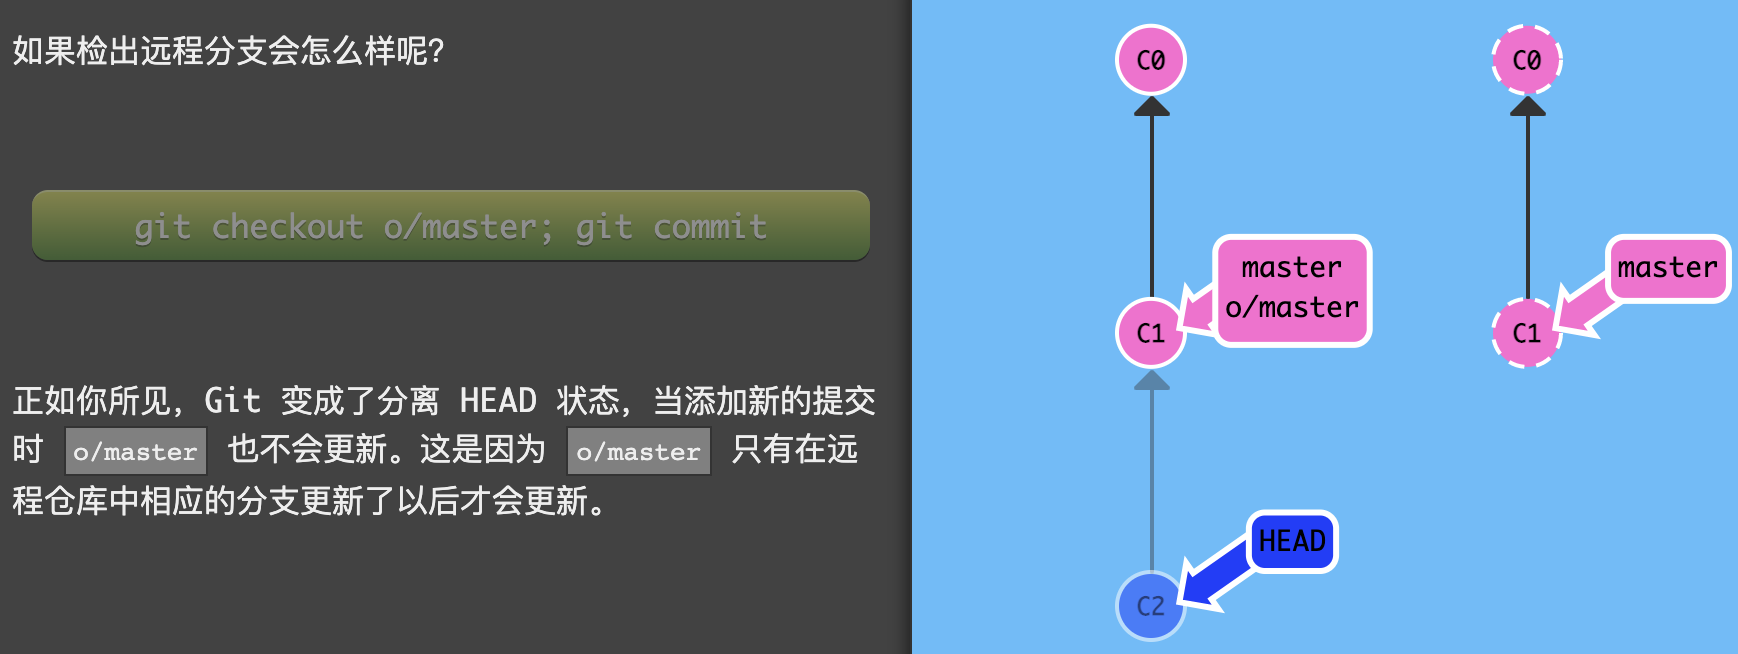 如果检出远程分支会怎么样呢?
git checkout o/master; git commit
正如你所见，Git 变成了分离 HEAD 状态，当添加新的提交
时 o/master 也不会更新。这是因为 o/master 只有在远
程仓库中相应的分支更新了以后才会更新。
C0
master
o/master
C1
HEAD
C2
C0
master
C1